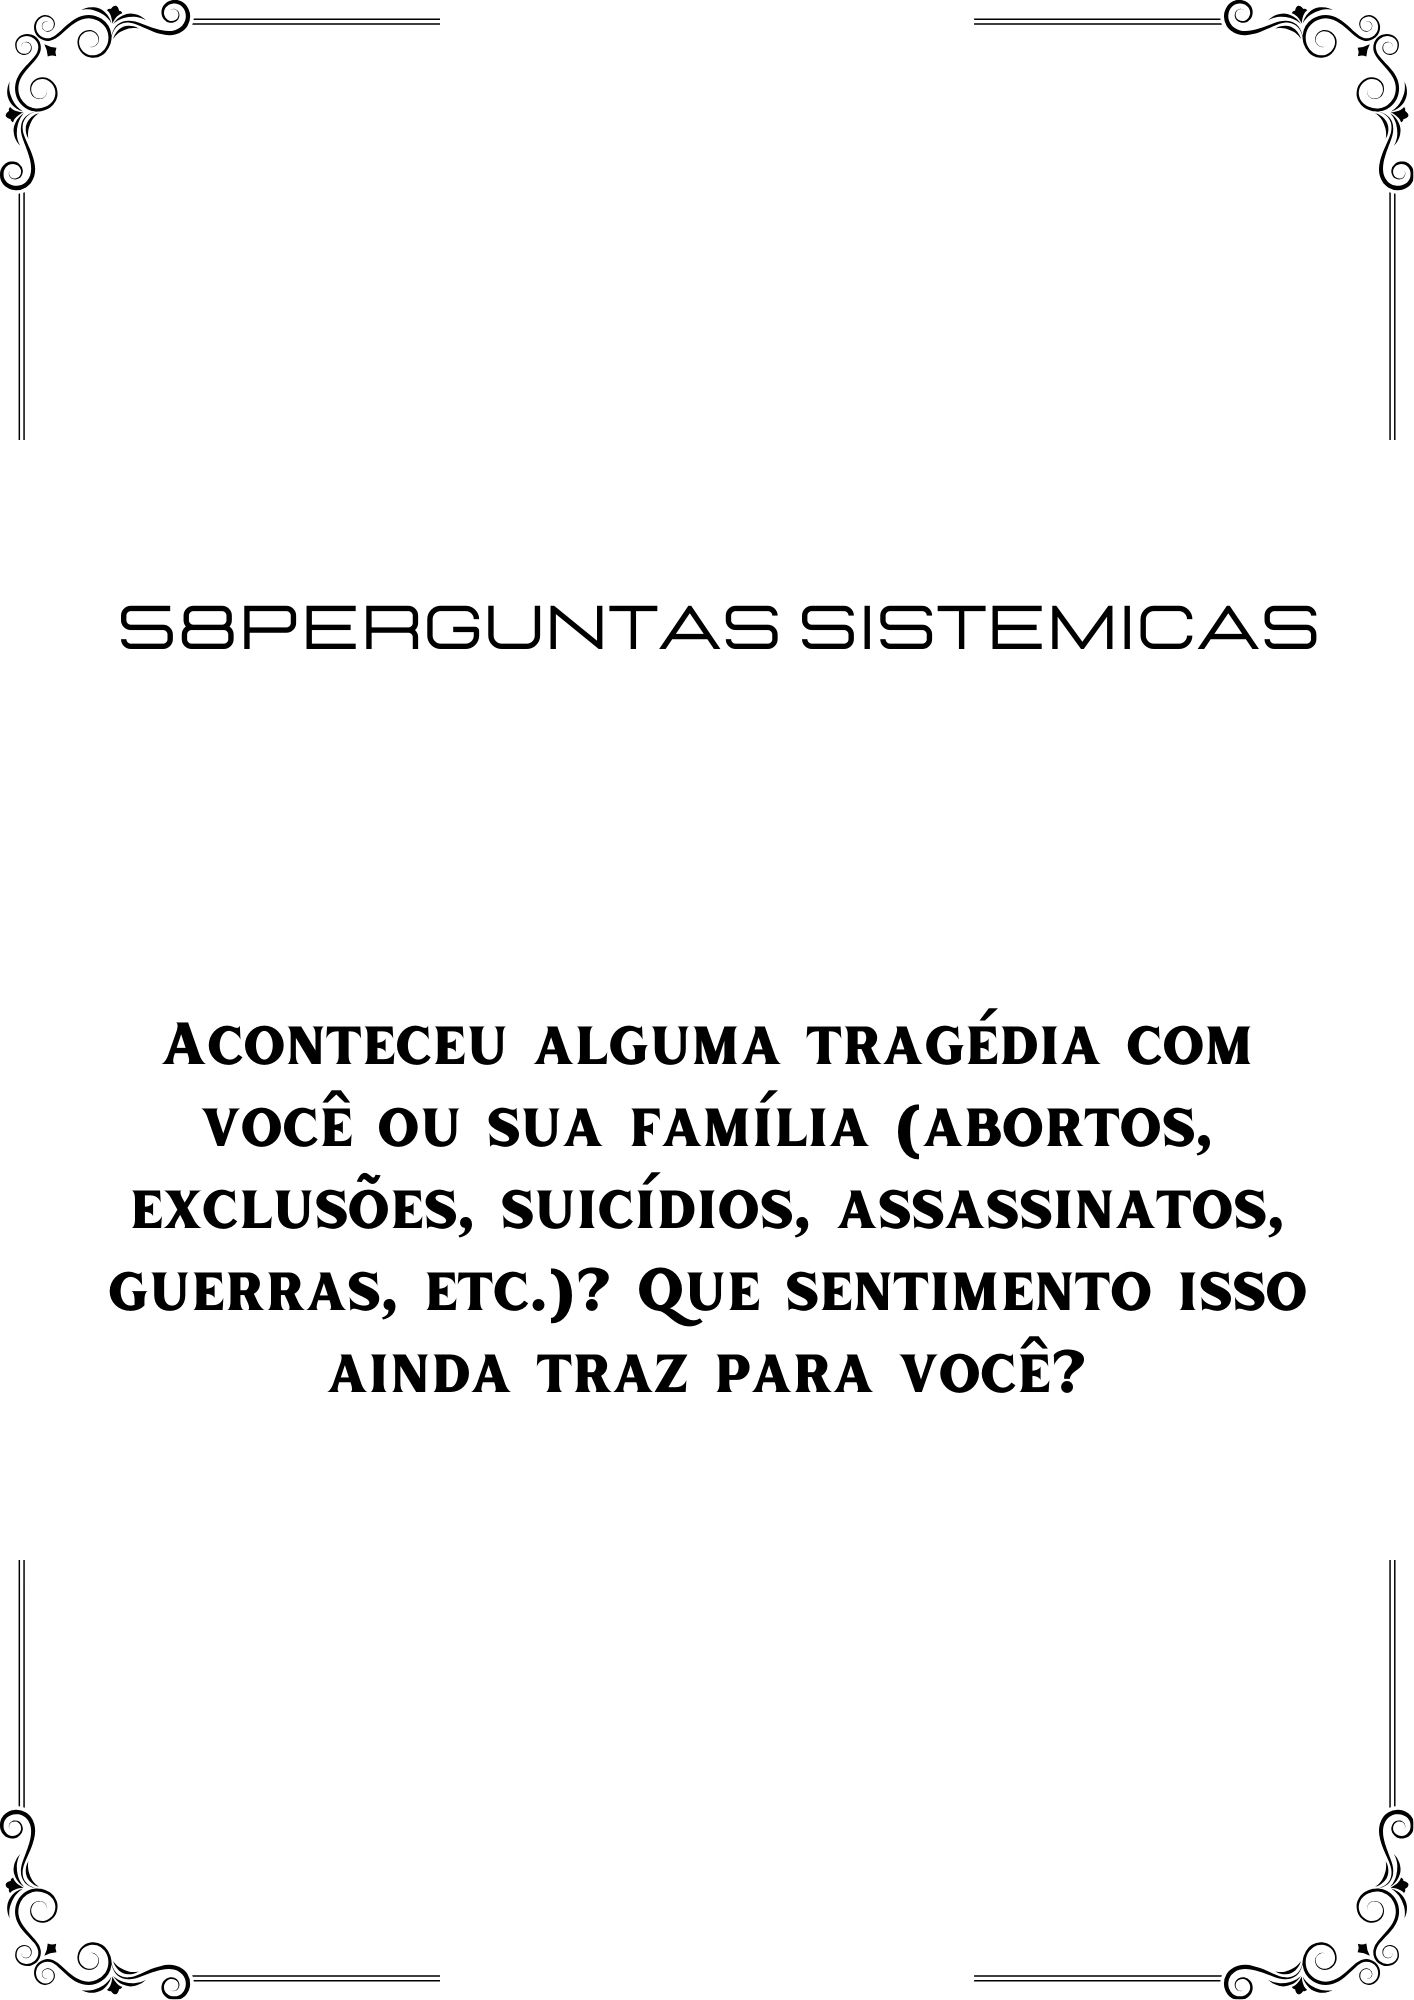 58PERGUNTAS SISTEMICAS
Aconteceu alguma tragédia com
você ou sua família (abortos,
exclusões, suicídios, assassinatos,
guerras, etc.)? Que sentimento isso
ainda traz para você?